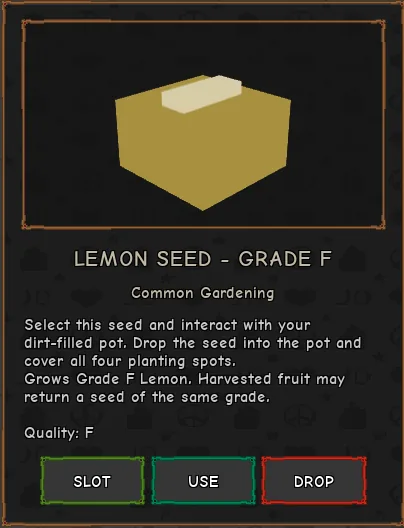 LEMON SEED - GRADE F
Common Gardening
Select this seed and interact with your
dirt-filled pot. Drop the seed into the pot and
cover all four planting spots.
Grows Grade F Lemon. Harvested fruit may
return a seed of the same grade.
Quality: F
SLOT USE DROP